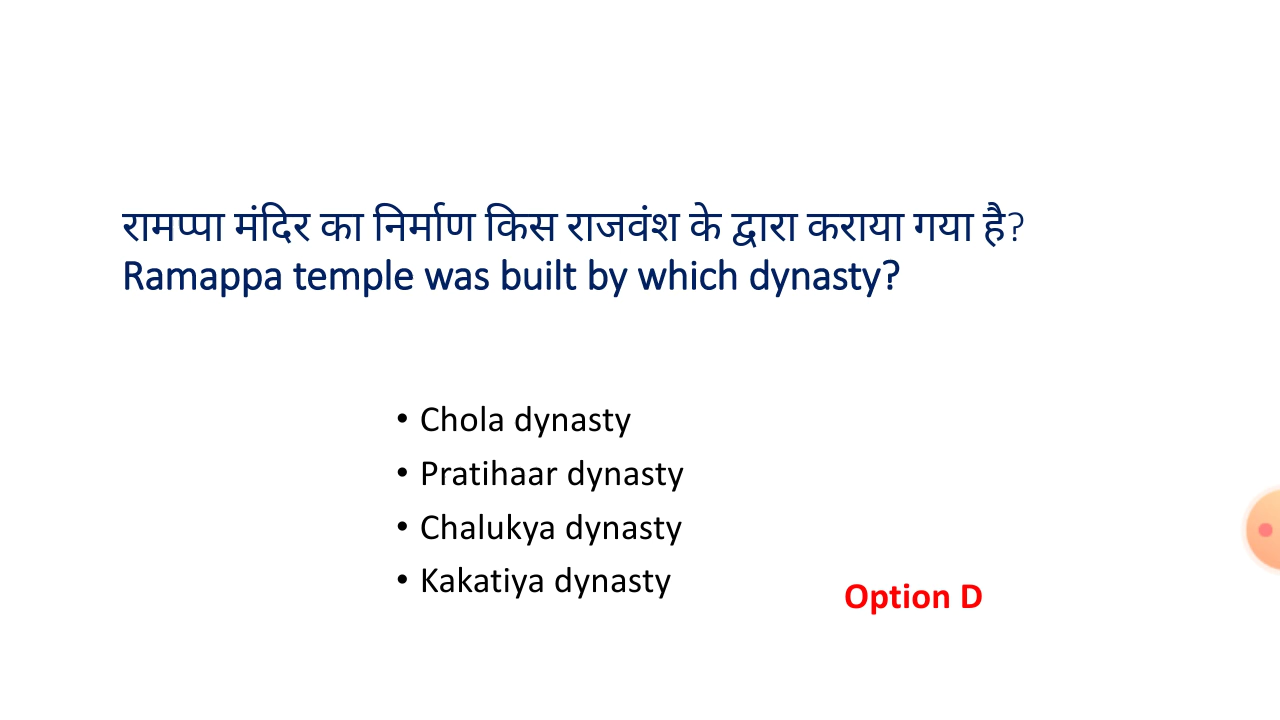 रामप्पा मंदिर का निर्माण किस राजवंश के द्वारा कराया गया है?
Ramappa temple was built by which dynasty?
• Chola dynasty
• Pratihaar dynasty
• Chalukya dynasty
• Kakatiya dynasty
Option D